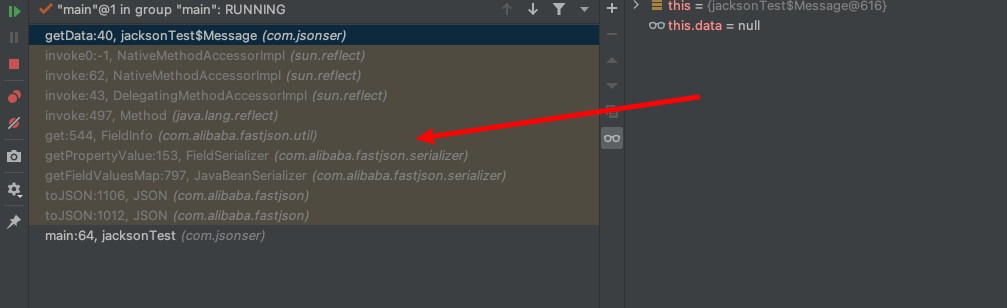 "main"@1 in group "main": RUNNING
getData:40, jacksonTest$Message (com.jsonser)
invoke0:-1, NativeMethodAccessorImpl (sun.reflect)
invoke:62, NativeMethodAccessorImpl (sun.reflect)
invoke:43, DelegatingMethodAccessorImpl (sun.reflect)
invoke:497, Method (java.lang.reflect)
get:544, FieldInfo (com.alibaba.fastjson.util)
getPropertyValue:153, FieldSerializer (com.alibaba.fastjson.serializer)
getFieldValuesMap:797, JavaBeanSerializer (com.alibaba.fastjson.serializer)
toJSON:1106, JSON (com.alibaba.fastjson)
toJSON:1012, JSON (com.alibaba.fastjson)
main:64, jacksonTest (com.jsonser)
this = {jacksonTest$Message@616}
this.data = null